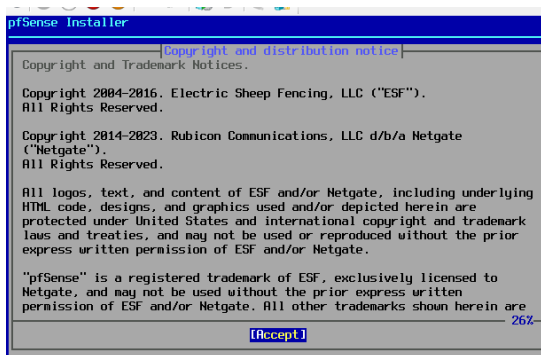 pfSense Installer
Copyright and distribution notice
Copyright and Trademark Notices.
Copyright 2004-2016. Electric Sheep Fencing, LLC ("ESF").
All Rights Reserved.
Copyright 2014-2023. Rubicon Communications, LLC d/b/a Netgate
("Netgate").
All Rights Reserved.
All logos, text, and content of ESF and/or Netgate, including underlying
HTML code, designs, and graphics used and/or depicted herein are
protected under United States and international copyright and trademark
laws and treaties, and may not be used or reproduced without the prior
express written permission of ESF and/or Netgate.
"pfSense" is a registered trademark of ESF, exclusively licensed to
Netgate, and may not be used without the prior express written
permission of ESF and/or Netgate. All other trademarks shown herein are
26%
[Accept]